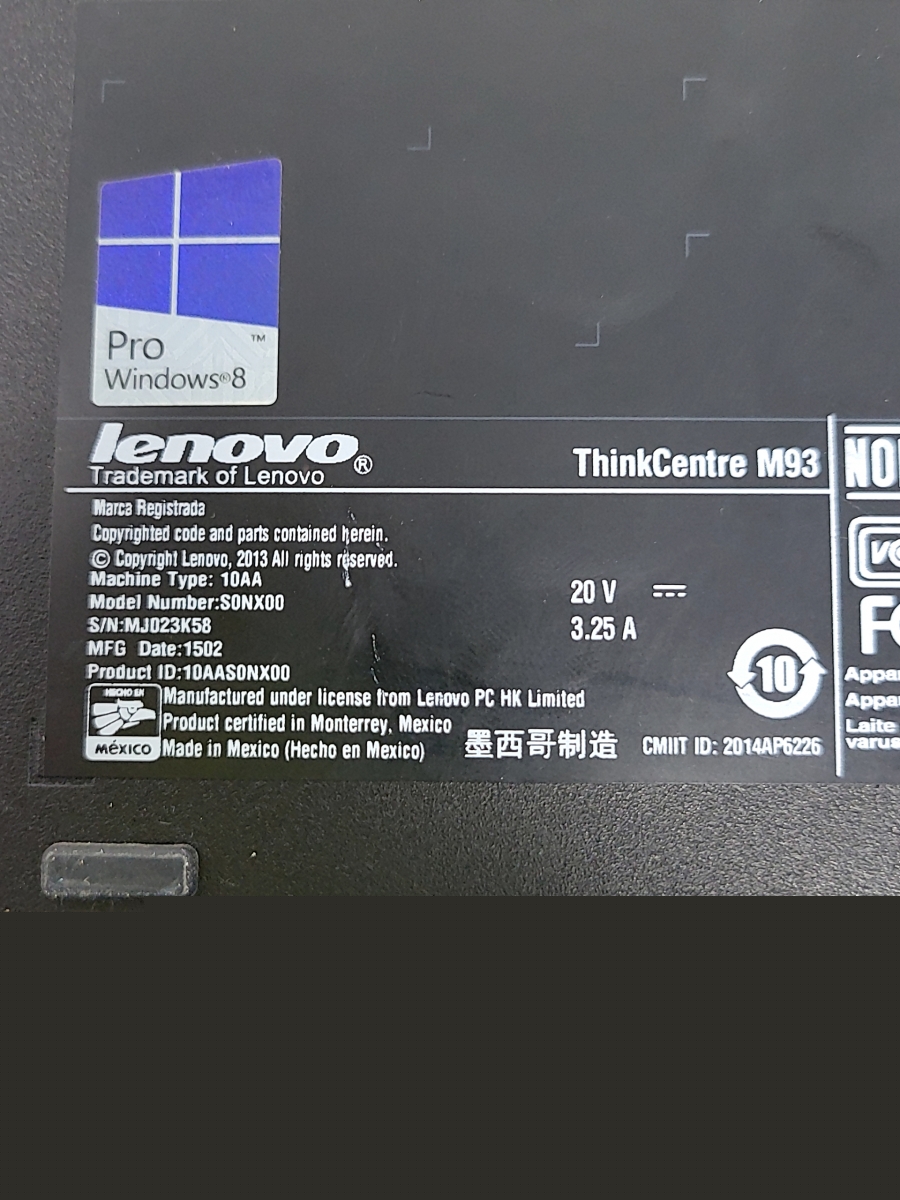 Pro ™
Windows®8
lenovo®
Trademark of Lenovo
ThinkCentre M93
Marca Registrada
Copyrighted code and parts contained herein.
© Copyright Lenovo, 2013 All rights reserved.
Machine Type: 10AA
Model Number:S0NX00
S/N:MJ023K58
MFG Date:1502
Product ID:10AAS0NX00
20 V
3.25 A
10
HECHO EN
MÉXICO
Manufactured under license from Lenovo PC HK Limited
Product certified in Monterrey, Mexico
Made in Mexico (Hecho en Mexico)
墨西哥制造
CMIIT ID: 2014AP6226
Laite
varus